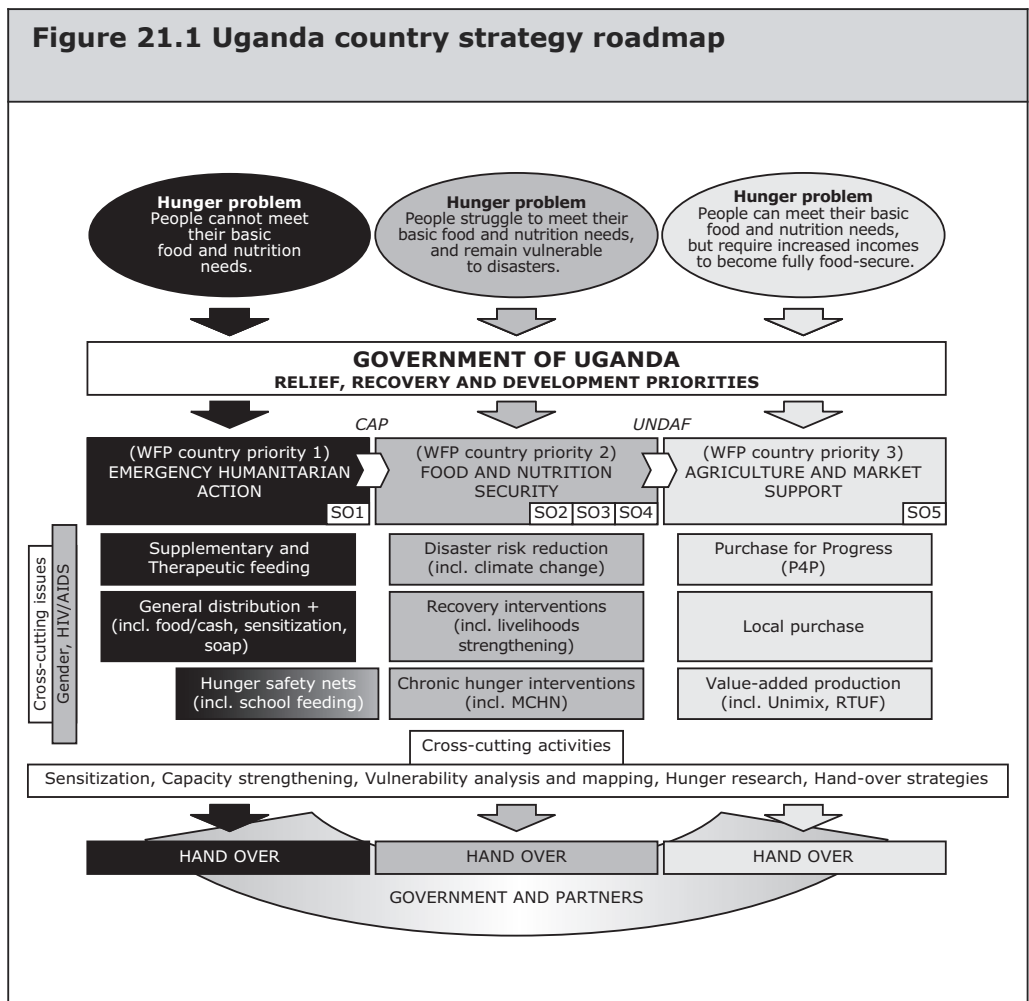 Figure 21.1 Uganda country strategy roadmap
Hunger problem
People cannot meet
their basic
food and nutrition
needs.
Hunger problem
People struggle to meet their
basic food and nutrition needs,
and remain vulnerable
to disasters.
Hunger problem
People can meet their basic
food and nutrition needs,
but require increased incomes
to become fully food-secure.
GOVERNMENT OF UGANDA
RELIEF, RECOVERY AND DEVELOPMENT PRIORITIES
CAP
UNDAF
(WFP country priority 1)
EMERGENCY HUMANITARIAN
ACTION
SO1
(WFP country priority 2)
FOOD AND NUTRITION
SECURITY
SO2 SO3 SO4
(WFP country priority 3)
AGRICULTURE AND MARKET
SUPPORT
SO5
Cross-cutting issues
Gender, HIV/AIDS
Supplementary and
Therapeutic feeding
General distribution +
(incl. food/cash, sensitization,
soap)
Hunger safety nets
(incl. school feeding)
Disaster risk reduction
(incl. climate change)
Recovery interventions
(incl. livelihoods
strengthening)
Chronic hunger interventions
(incl. MCHN)
Purchase for Progress
(P4P)
Local purchase
Value-added production
(incl. Unimix, RTUF)
Cross-cutting activities
Sensitization, Capacity strengthening, Vulnerability analysis and mapping, Hunger research, Hand-over strategies
HAND OVER
HAND OVER
HAND OVER
GOVERNMENT AND PARTNERS